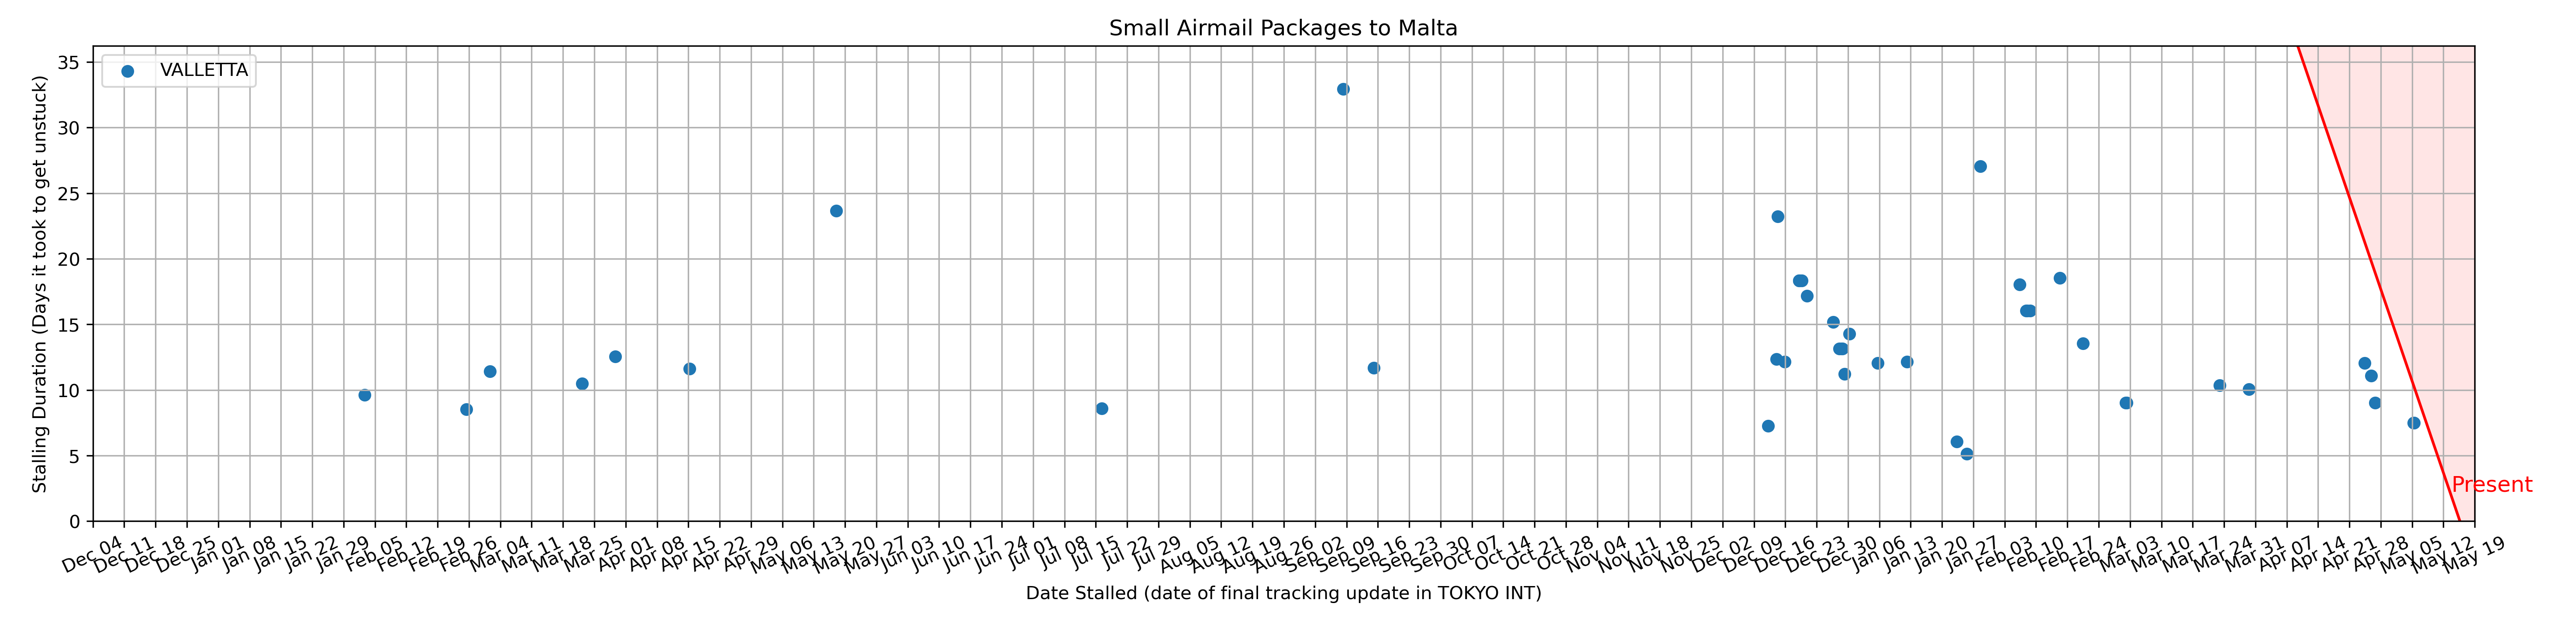 Small Airmail Packages to Malta
VALLETTA
Stalling Duration (Days it took to get unstuck)
35
30
25
20
15
10
5
0
Present
Dec 04
Dec 11
Dec 18
Dec 25
Jan 01
Jan 08
Jan 15
Jan 22
Jan 29
Feb 05
Feb 12
Feb 19
Feb 26
Mar 04
Mar 11
Mar 18
Mar 25
Apr 01
Apr 08
Apr 15
Apr 22
Apr 29
May 06
May 13
May 20
May 27
Jun 03
Jun 10
Jun 17
Jun 24
Jul 01
Jul 08
Jul 15
Jul 22
Jul 29
Aug 05
Aug 12
Aug 19
Aug 26
Sep 02
Sep 09
Sep 16
Sep 23
Sep 30
Oct 07
Oct 14
Oct 21
Oct 28
Nov 04
Nov 11
Nov 18
Nov 25
Dec 02
Dec 09
Dec 16
Dec 23
Dec 30
Jan 06
Jan 13
Jan 20
Jan 27
Feb 03
Feb 10
Feb 17
Feb 24
Mar 03
Mar 10
Mar 17
Mar 24
Mar 31
Apr 07
Apr 14
Apr 21
Apr 28
May 05
May 12
May 19
Date Stalled (date of final tracking update in TOKYO INT)